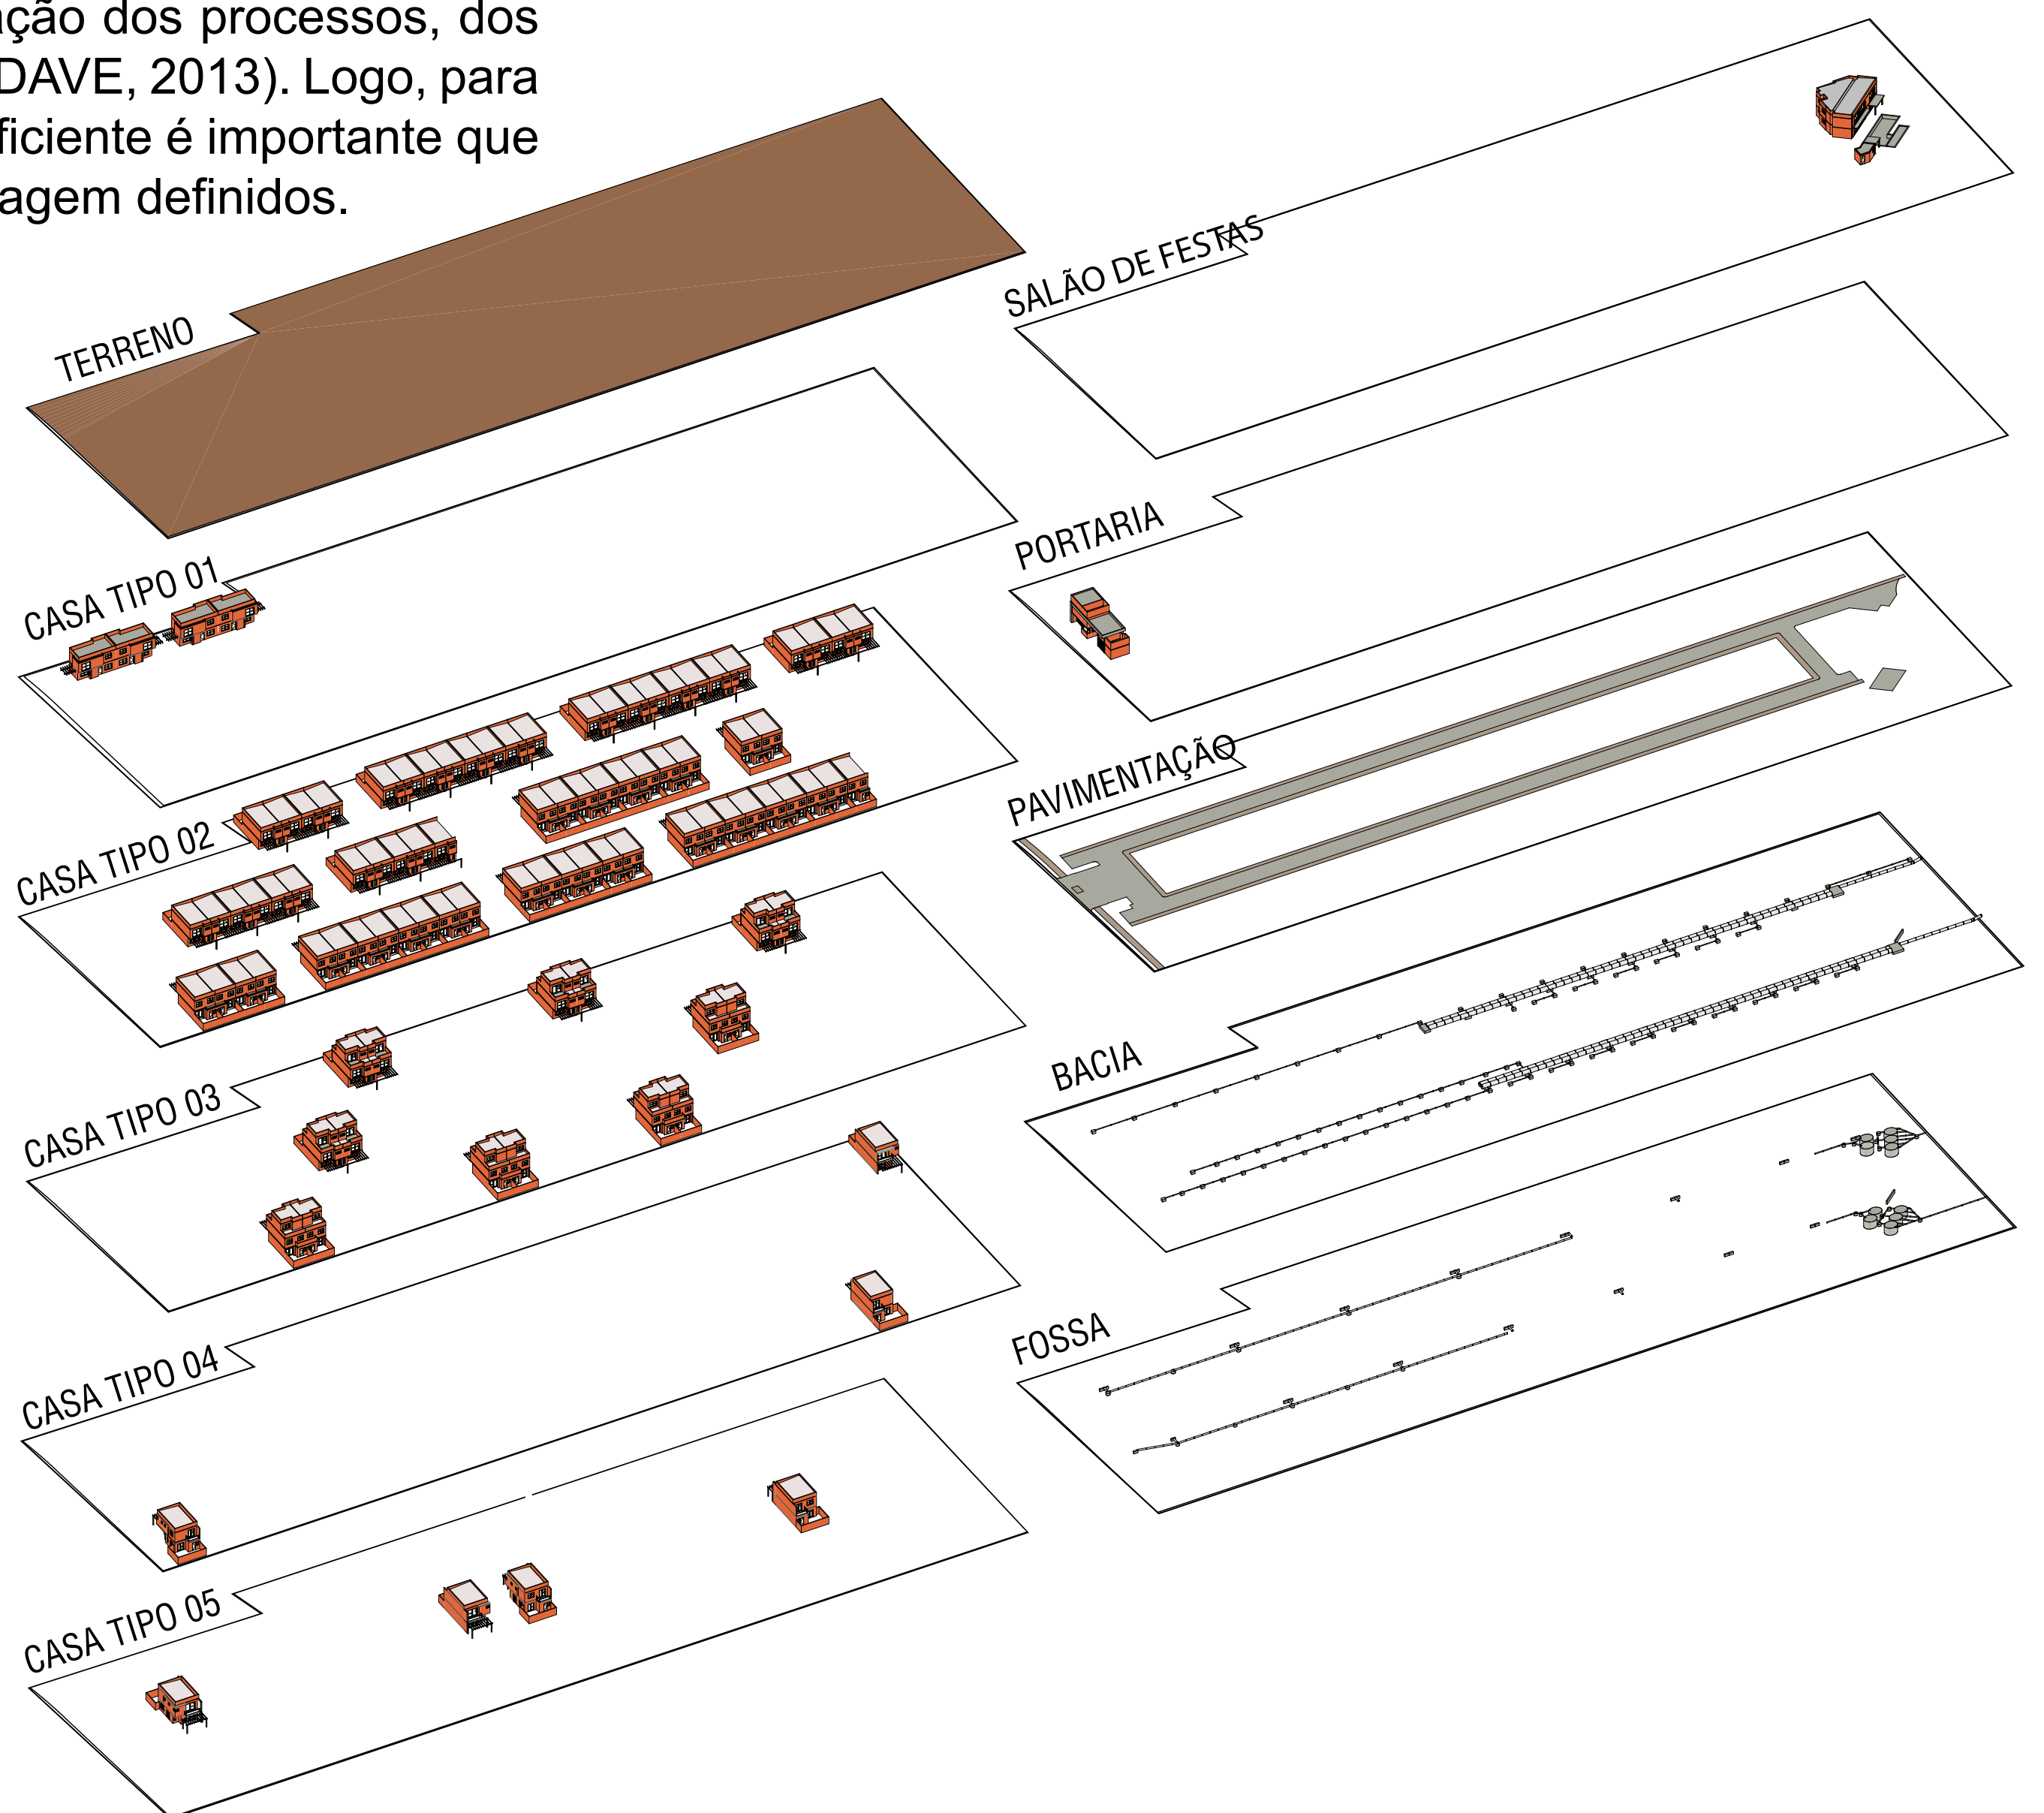 ação dos processos, dos
DAVE, 2013). Logo, para
ficiente é importante que
agem definidos.
TERRENO
CASA TIPO 01
CASA TIPO 02
CASA TIPO 03
CASA TIPO 04
CASA TIPO 05
SALÃO DE FESTAS
PORTARIA
PAVIMENTAÇÃO
BACIA
FOSSA